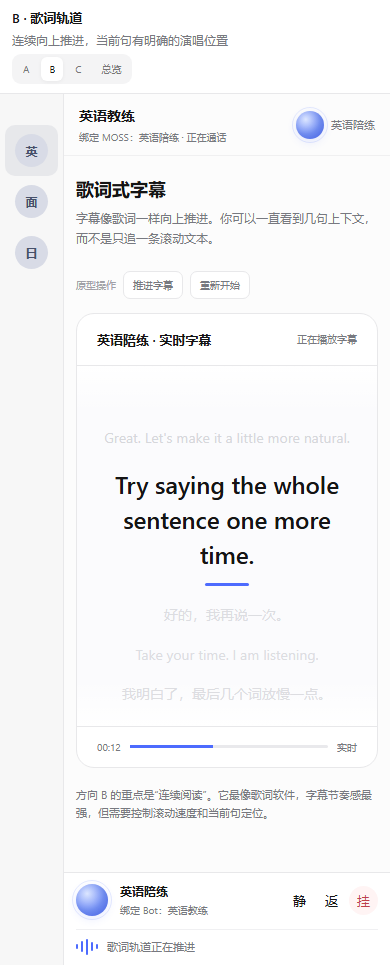 B · 歌词轨道
连续向上推进，当前句有明确的演唱位置
A B C 总览
英
面
日
英语教练
绑定 MOSS：英语陪练 · 正在通话
英语陪练
歌词式字幕
字幕像歌词一样向上推进。你可以一直看到几句上下文，
而不是只追一条滚动文本。
原型操作 推进字幕 重新开始
英语陪练 · 实时字幕 正在播放字幕
Great. Let's make it a little more natural.
Try saying the whole
sentence one more
time.
好的，我再说一次。
Take your time. I am listening.
我明白了，最后几个词放慢一点。
00:12 实时
方向 B 的重点是“连续阅读”。它最像歌词软件，字幕节奏感最
强，但需要控制滚动速度和当前句定位。
英语陪练
绑定 Bot：英语教练
静 返 挂
歌词轨道正在推进